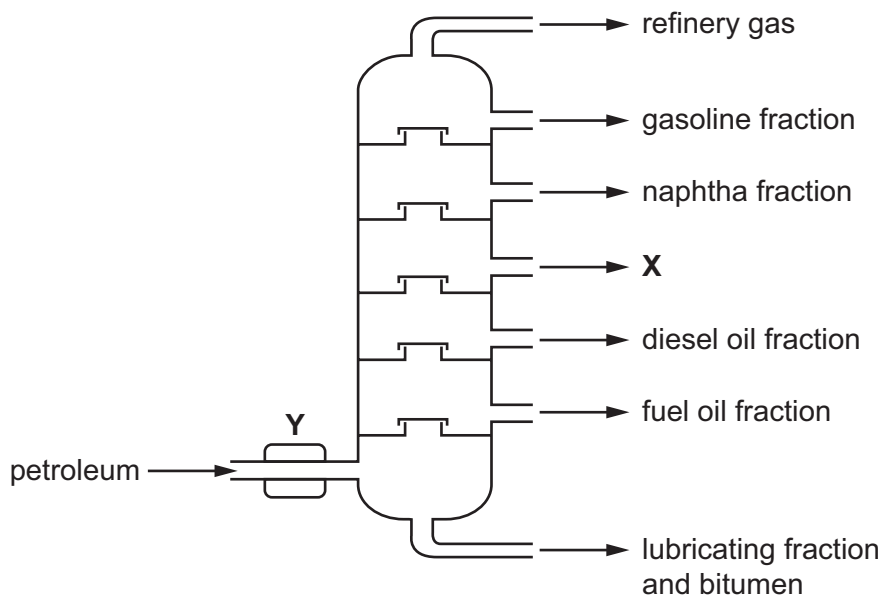 refinery gas
gasoline fraction
naphtha fraction
X
diesel oil fraction
fuel oil fraction
Y
petroleum
lubricating fraction
and bitumen